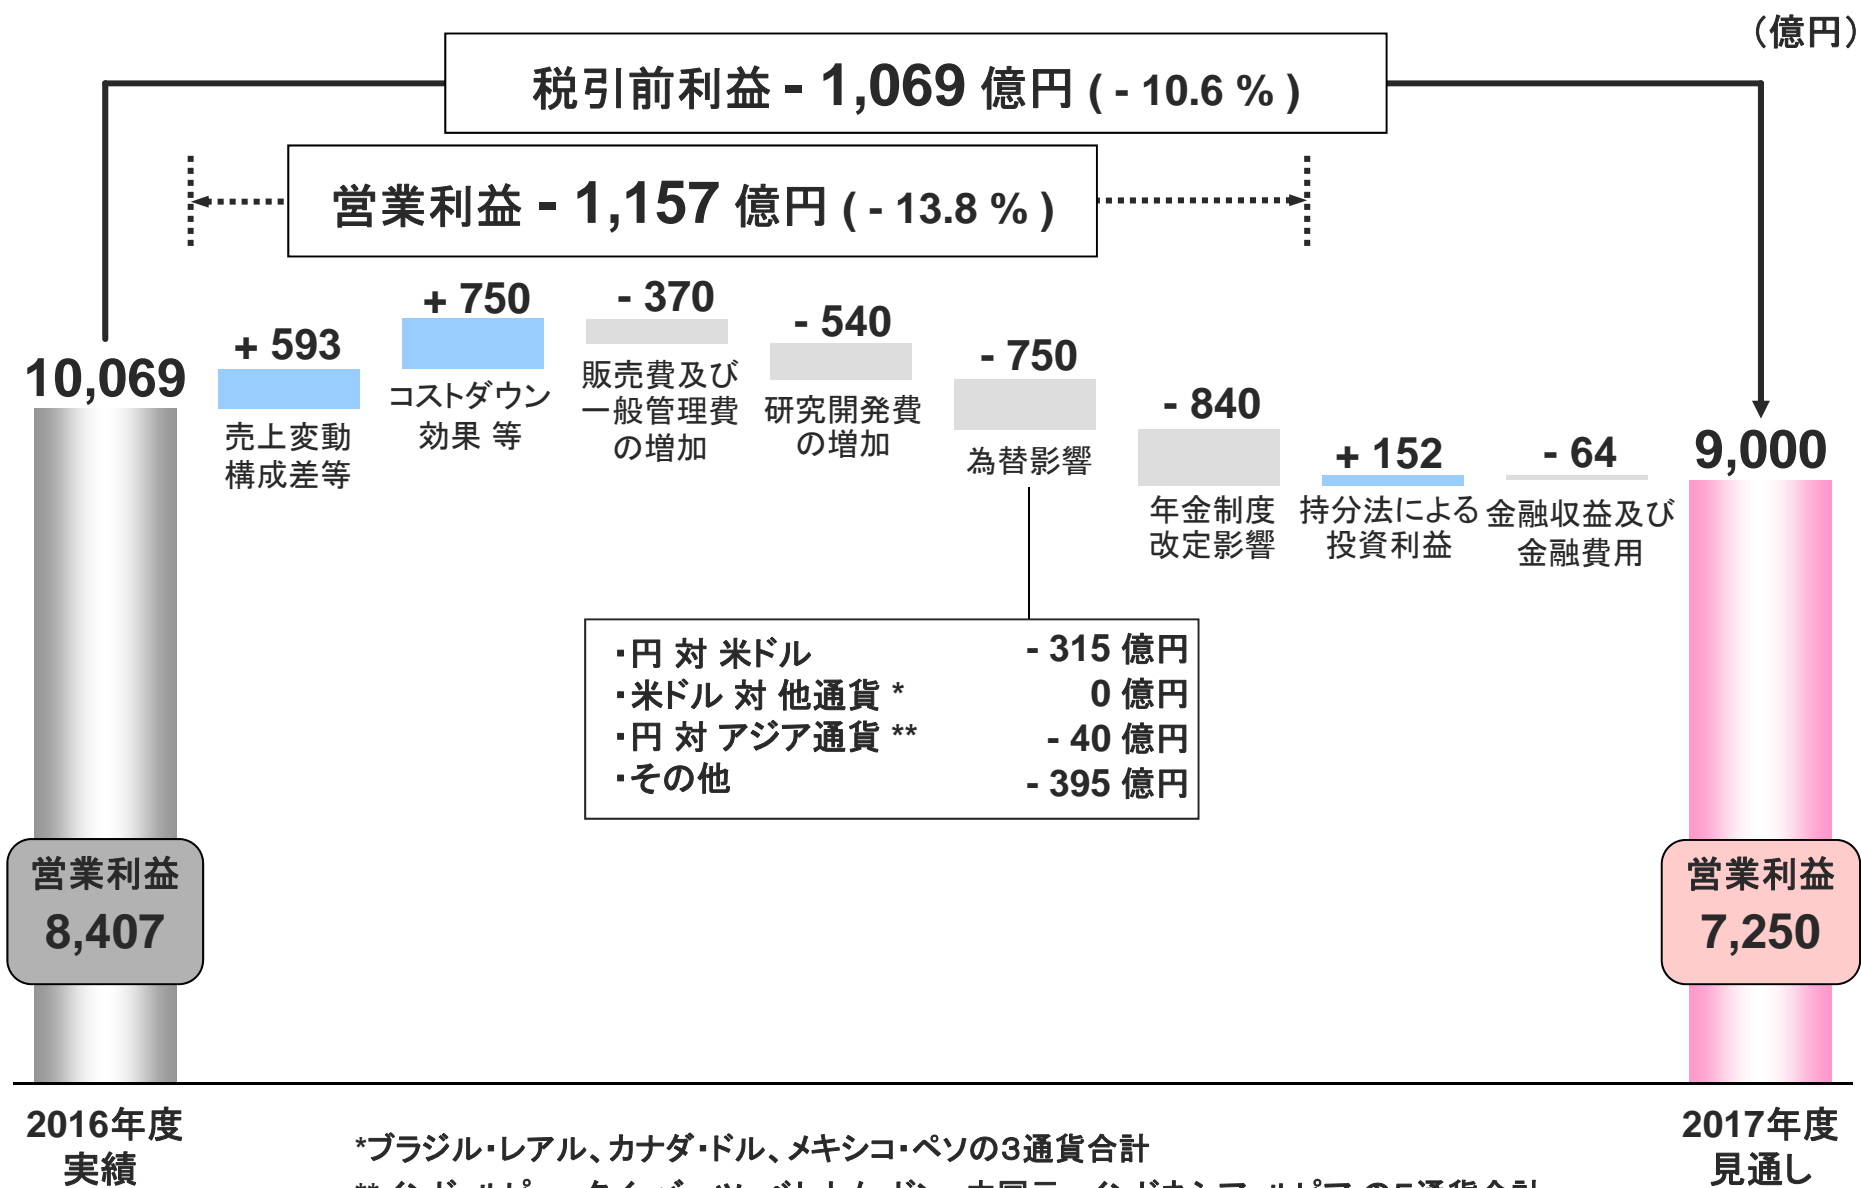 （億円）
税引前利益 - 1,069 億円 ( - 10.6 % )
営業利益 - 1,157 億円 ( - 13.8 % )
10,069
+ 593
売上変動
構成差等
+ 750
コストダウン
効果 等
- 370
販売費及び
一般管理費
の増加
- 540
研究開発費
の増加
- 750
為替影響
- 840
年金制度
改定影響
+ 152
持分法による
投資利益
- 64
金融収益及び
金融費用
9,000
・円 対 米ドル - 315 億円
・米ドル 対 他通貨 * 0 億円
・円 対 アジア通貨 ** - 40 億円
・その他 - 395 億円
営業利益
8,407
営業利益
7,250
2016年度
実績
2017年度
見通し
*ブラジル・レアル、カナダ・ドル、メキシコ・ペソの3通貨合計